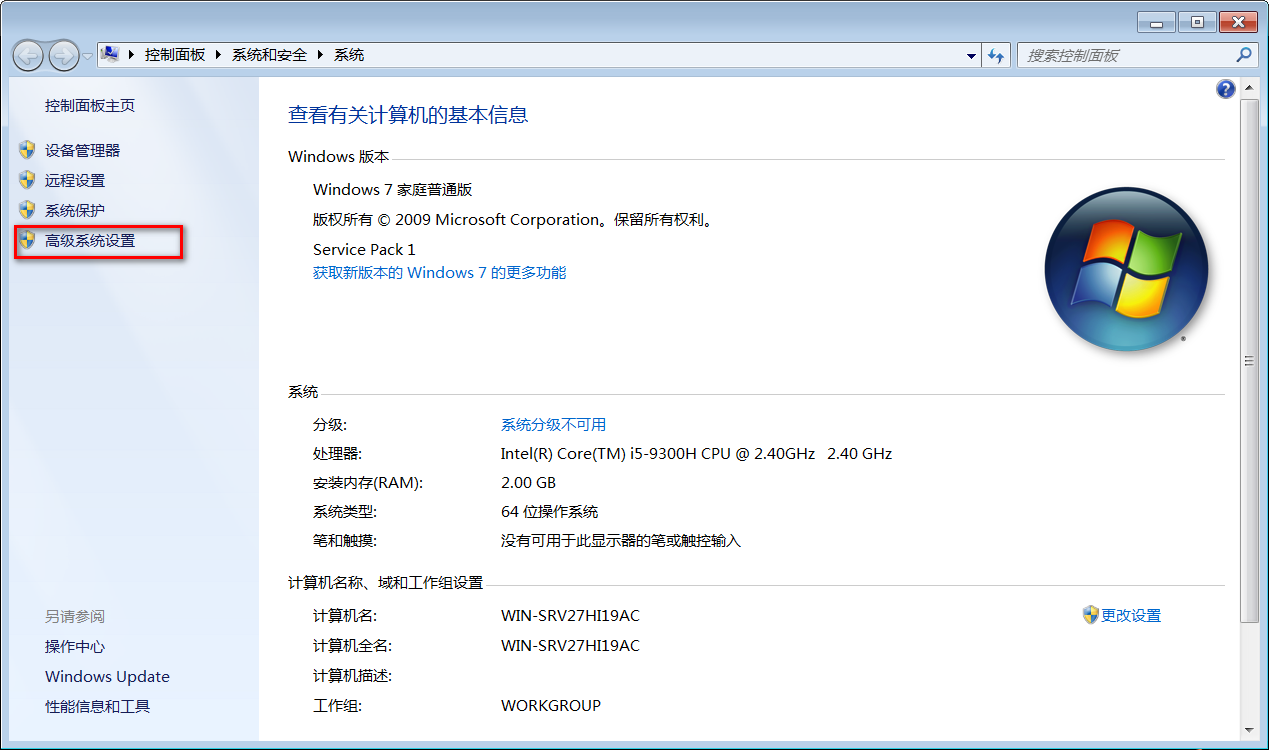 控制面板 系统和安全 系统
搜索控制面板
控制面板主页
设备管理器
远程设置
系统保护
高级系统设置
另请参阅
操作中心
Windows Update
性能信息和工具
查看有关计算机的基本信息
Windows 版本
Windows 7 家庭普通版
版权所有 © 2009 Microsoft Corporation。保留所有权利。
Service Pack 1
获取新版本的 Windows 7 的更多功能
系统
分级: 系统分级不可用
处理器: Intel(R) Core(TM) i5-9300H CPU @ 2.40GHz 2.40 GHz
安装内存(RAM): 2.00 GB
系统类型: 64 位操作系统
笔和触摸: 没有可用于此显示器的笔或触控输入
计算机名称、域和工作组设置
计算机名: WIN-SRV27HI19AC 更改设置
计算机全名: WIN-SRV27HI19AC
计算机描述:
工作组: WORKGROUP